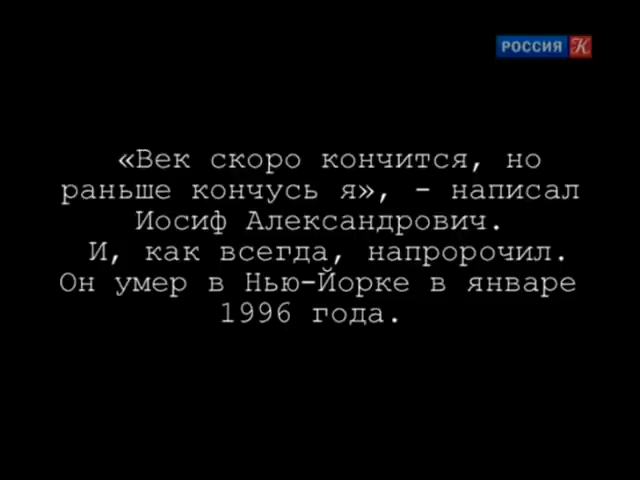 РОССИЯ К
«Век скоро кончится, но
раньше кончусь я», - написал
Иосиф Александрович.
И, как всегда, напророчил.
Он умер в Нью-Йорке в январе
1996 года.